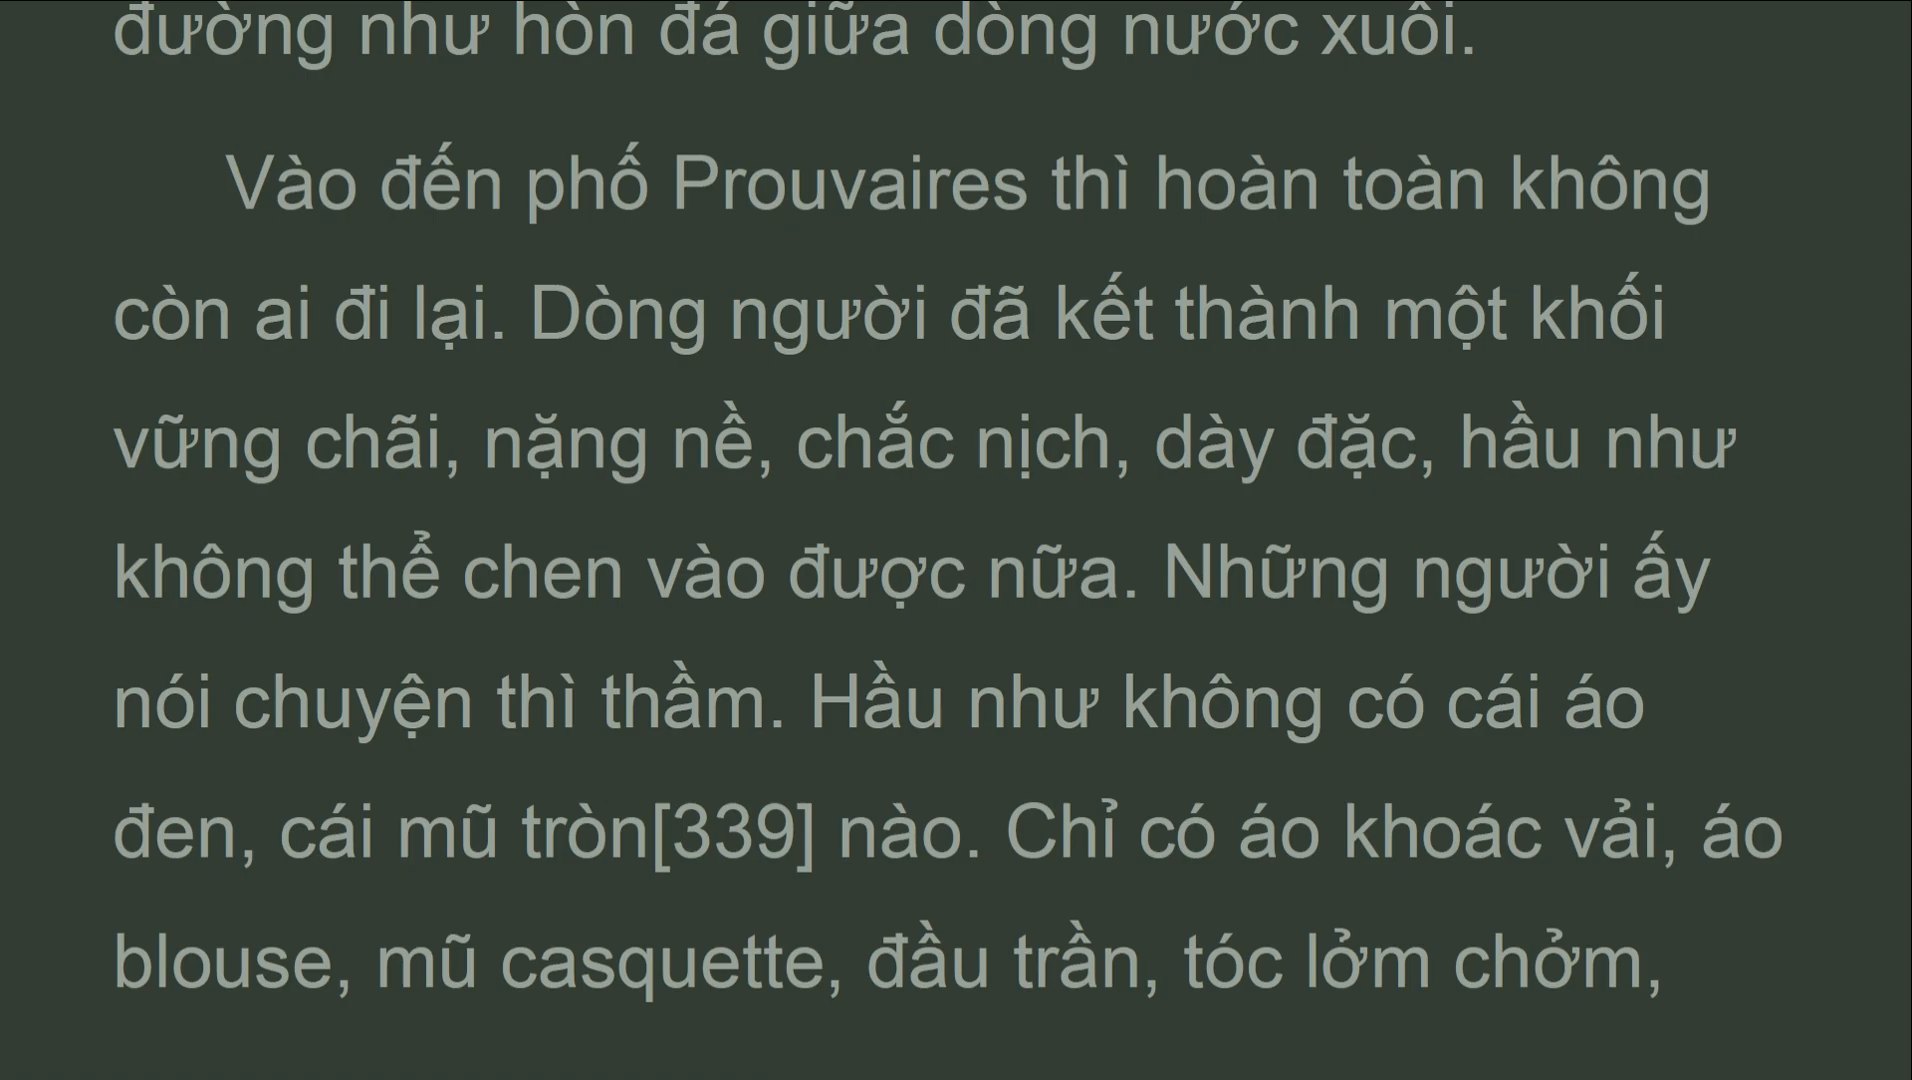 đường như hòn đá giữa dòng nước xuôi.
Vào đến phố Prouvaires thì hoàn toàn không
còn ai đi lại. Dòng người đã kết thành một khối
vững chãi, nặng nề, chắc nịch, dày đặc, hầu như
không thể chen vào được nữa. Những người ấy
nói chuyện thì thầm. Hầu như không có cái áo
đen, cái mũ tròn[339] nào. Chỉ có áo khoác vải, áo
blouse, mũ casquette, đầu trần, tóc lởm chởm,